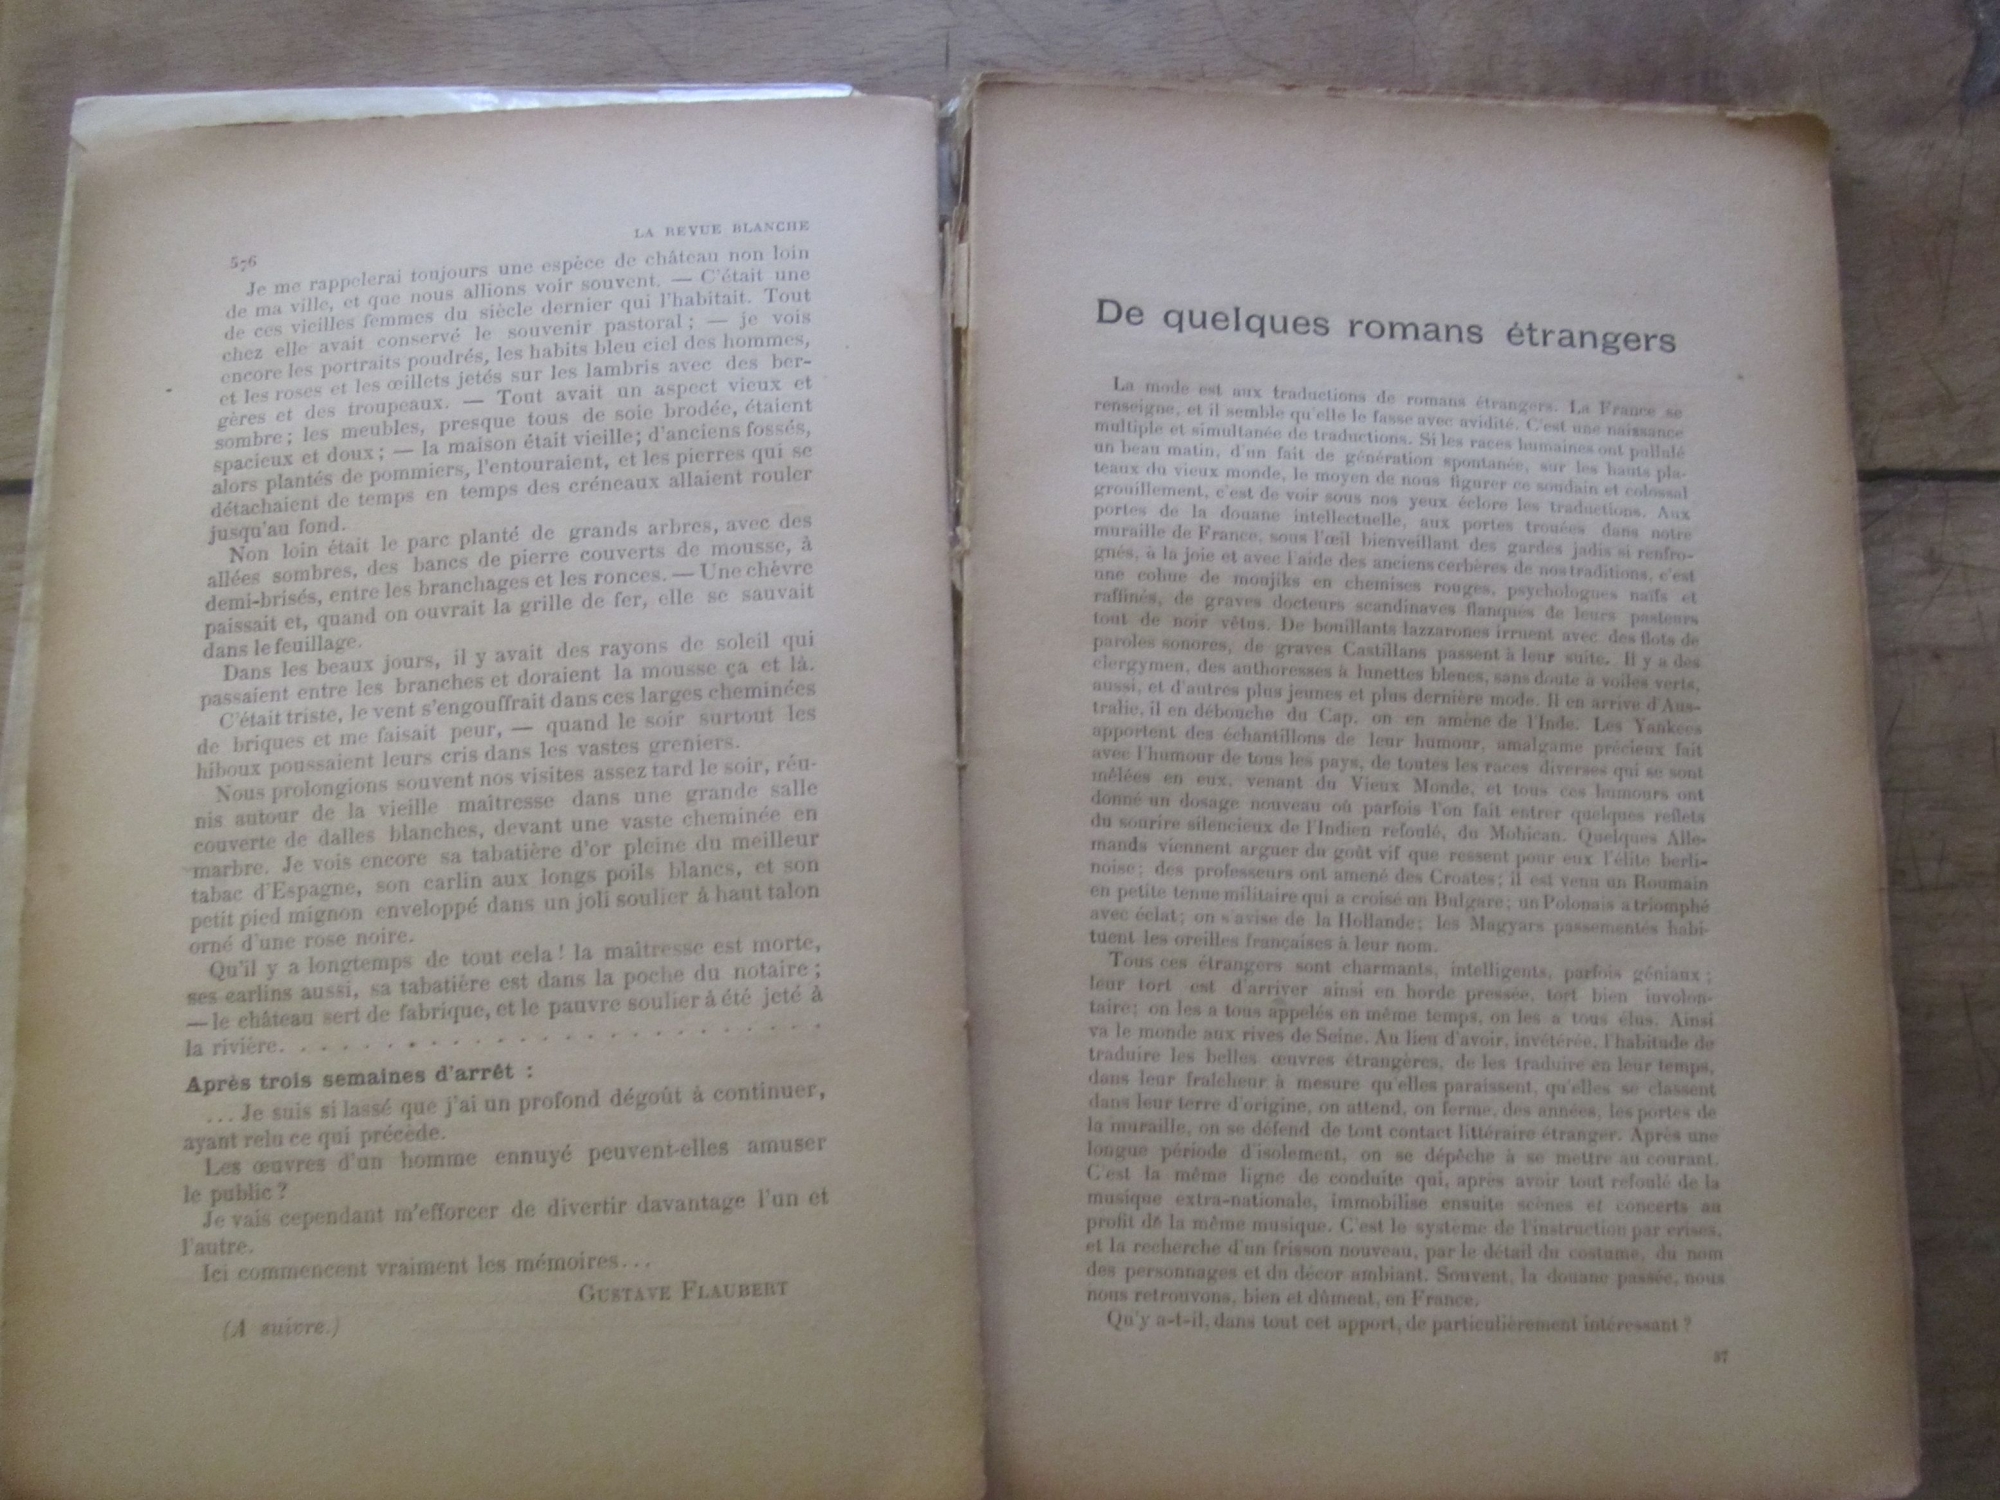 LA REVUE BLANCHE
576
Je me rappelerai toujours une espèce de château non loin
de ma ville, et que nous allions voir souvent. — C'était une
de ces vieilles femmes du siècle dernier qui l'habitait. Tout
chez elle avait conservé le souvenir pastoral; — je vois
encore les portraits poudrés, les habits bleu ciel des hommes,
et les roses et les œillets jetés sur les lambris avec des ber-
gères et des troupeaux. — Tout avait un aspect vieux et
sombre; les meubles, presque tous de soie brodée, étaient
spacieux et doux; — la maison était vieille; d'anciens fossés,
alors plantés de pommiers, l'entouraient, et les pierres qui se
détachaient de temps en temps des créneaux allaient rouler
jusqu'au fond.
Non loin était le parc planté de grands arbres, avec des
allées sombres, des bancs de pierre couverts de mousse, à
demi-brisés, entre les branchages et les ronces. — Une chèvre
paissait et, quand on ouvrait la grille de fer, elle se sauvait
dans le feuillage.
Dans les beaux jours, il y avait des rayons de soleil qui
passaient entre les branches et doraient la mousse ça et là.
C'était triste, le vent s'engouffrait dans ces larges cheminées
de briques et me faisait peur, — quand le soir surtout les
hiboux poussaient leurs cris dans les vastes greniers.
Nous prolongions souvent nos visites assez tard le soir, réu-
nis autour de la vieille maîtresse dans une grande salle
couverte de dalles blanches, devant une vaste cheminée en
marbre. Je vois encore sa tabatière d'or pleine du meilleur
tabac d'Espagne, son carlin aux longs poils blancs, et son
petit pied mignon enveloppé dans un joli soulier à haut talon
orné d'une rose noire.
Qu'il y a longtemps de tout cela! la maîtresse est morte,
ses carlins aussi, sa tabatière est dans la poche du notaire;
— le château sert de fabrique, et le pauvre soulier à été jeté à
la rivière. . . . . . . . . . . . . . . . . . . . .
Après trois semaines d'arrêt :
... Je suis si lassé que j'ai un profond dégoût à continuer,
ayant relu ce qui précède.
Les œuvres d'un homme ennuyé peuvent-elles amuser
le public?
Je vais cependant m'efforcer de divertir davantage l'un et
l'autre.
Ici commencent vraiment les mémoires...
GUSTAVE FLAUBERT
(A suivre.)
De quelques romans étrangers
La mode est aux traductions de romans étrangers. La France se
renseigne, et il semble qu'elle le fasse avec avidité. C'est une naissance
multiple et simultanée de traductions. Si les races humaines ont pullulé
un beau matin, d'un fait de génération spontanée, sur les hauts pla-
teaux du vieux monde, le moyen de nous figurer ce soudain et colossal
grouillement, c'est de voir sous nos yeux éclore les traductions. Aux
portes de la douane intellectuelle, aux portes trouées dans notre
muraille de France, sous l'œil bienveillant des gardes jadis si renfro-
gnés, à la joie et avec l'aide des anciens cerbères de nos traditions, c'est
une cohue de moujiks en chemises rouges, psychologues naïfs et
raffinés, de graves docteurs scandinaves flanqués de leurs pasteurs
tout de noir vêtus. De bouillants lazzarones irruent avec des flots de
paroles sonores, de graves Castillans passent à leur suite. Il y a des
clergymen, des anthoresses à lunettes bleues, sans doute à voiles verts,
aussi, et d'autres plus jeunes et plus dernière mode. Il en arrive d'Aus-
tralie, il en débouche du Cap, on en amène de l'Inde. Les Yankees
apportent des échantillons de leur humour, amalgame précieux fait
avec l'humour de tous les pays, de toutes les races diverses qui se sont
mêlées en eux, venant du Vieux Monde, et tous ces humours ont
donné un dosage nouveau où parfois l'on fait entrer quelques reflets
du sourire silencieux de l'Indien refoulé, du Mohican. Quelques Alle-
mands viennent arguer du goût vif que ressent pour eux l'élite berli-
noise; des professeurs ont amené des Croates; il est venu un Roumain
en petite tenue militaire qui a croisé un Bulgare; un Polonais a triomphé
avec éclat; on s'avise de la Hollande; les Magyars passementés habi-
tuent les oreilles françaises à leur nom.
Tous ces étrangers sont charmants, intelligents, parfois géniaux;
leur tort est d'arriver ainsi en horde pressée, tort bien involon-
taire; on les a tous appelés en même temps, on les a tous élus. Ainsi
va le monde aux rives de Seine. Au lieu d'avoir, invétérée, l'habitude de
traduire les belles œuvres étrangères, de les traduire en leur temps,
dans leur fraîcheur à mesure qu'elles paraissent, qu'elles se classent
dans leur terre d'origine, on attend, on ferme, des années, les portes de
la muraille, on se défend de tout contact littéraire étranger. Après une
longue période d'isolement, on se dépêche à se mettre au courant.
C'est la même ligne de conduite qui, après avoir tout refoulé de la
musique extra-nationale, immobilise ensuite scènes et concerts au
profit de la même musique. C'est le système de l'instruction par crises,
et la recherche d'un frisson nouveau, par le détail du costume, du nom
des personnages et du décor ambiant. Souvent, la douane passée, nous
nous retrouvons, bien et dûment, en France.
Qu'y a-t-il, dans tout cet apport, de particulièrement intéressant?
37